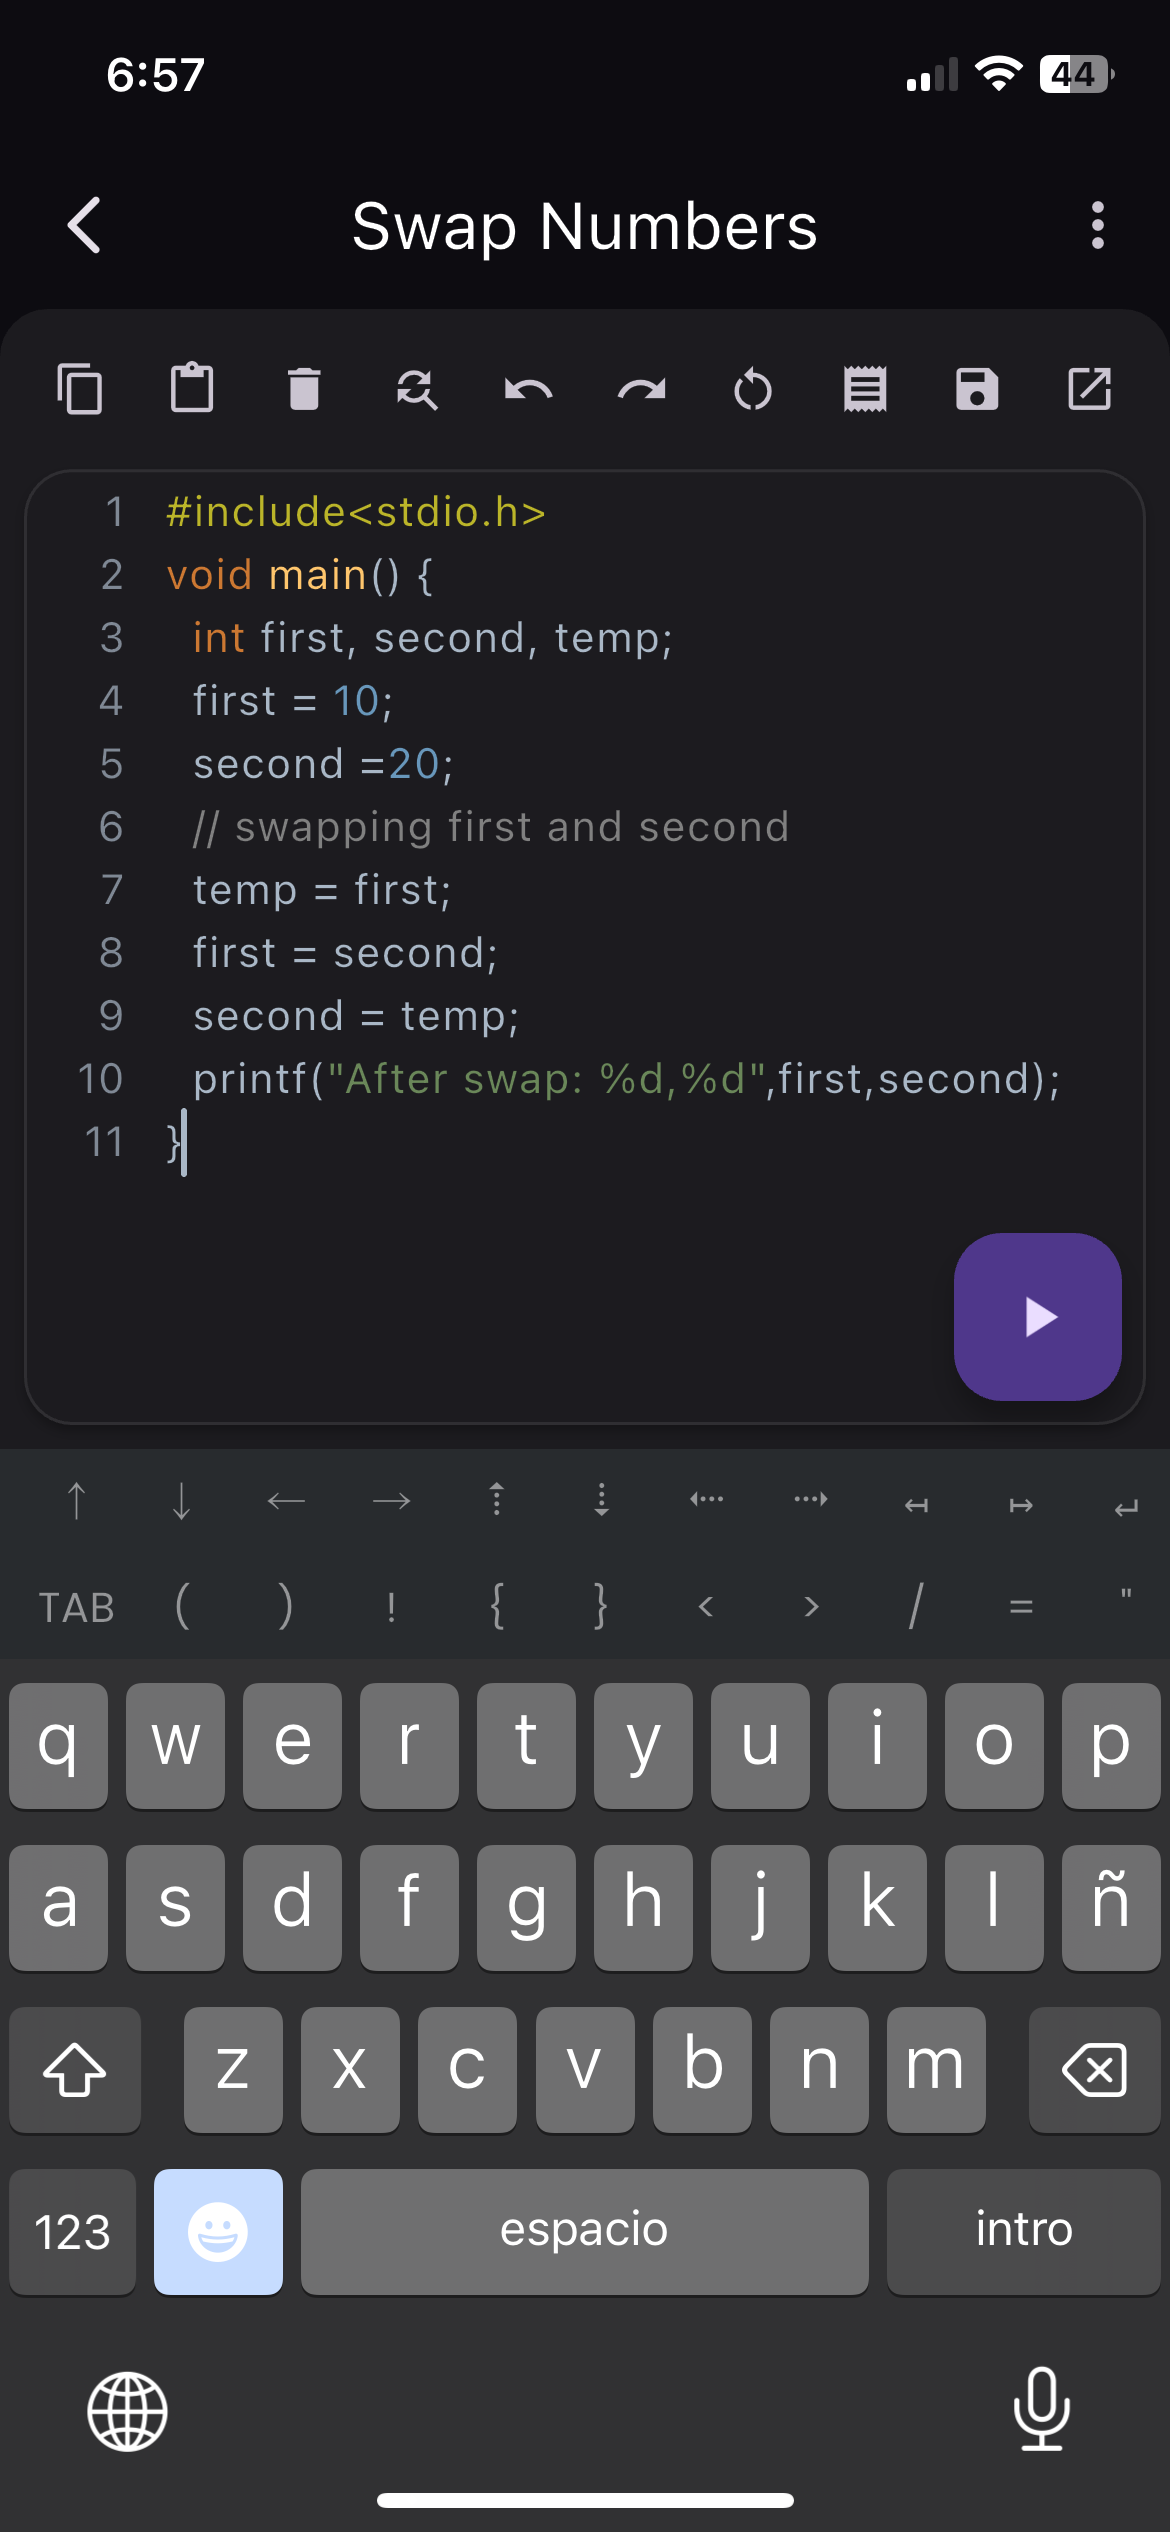 6:57
44
Swap Numbers
1 #include<stdio.h>
2 void main() {
3 int first, second, temp;
4 first = 10;
5 second =20;
6 // swapping first and second
7 temp = first;
8 first = second;
9 second = temp;
10 printf("After swap: %d,%d",first,second);
11 }
↑ ↓ ← → ⇡ ⇣ ⇠ ⇢ ↤ ↦ ↵
TAB ( ) ! { } < > / = "
q w e r t y u i o p
a s d f g h j k l ñ
z x c v b n m
123 espacio intro